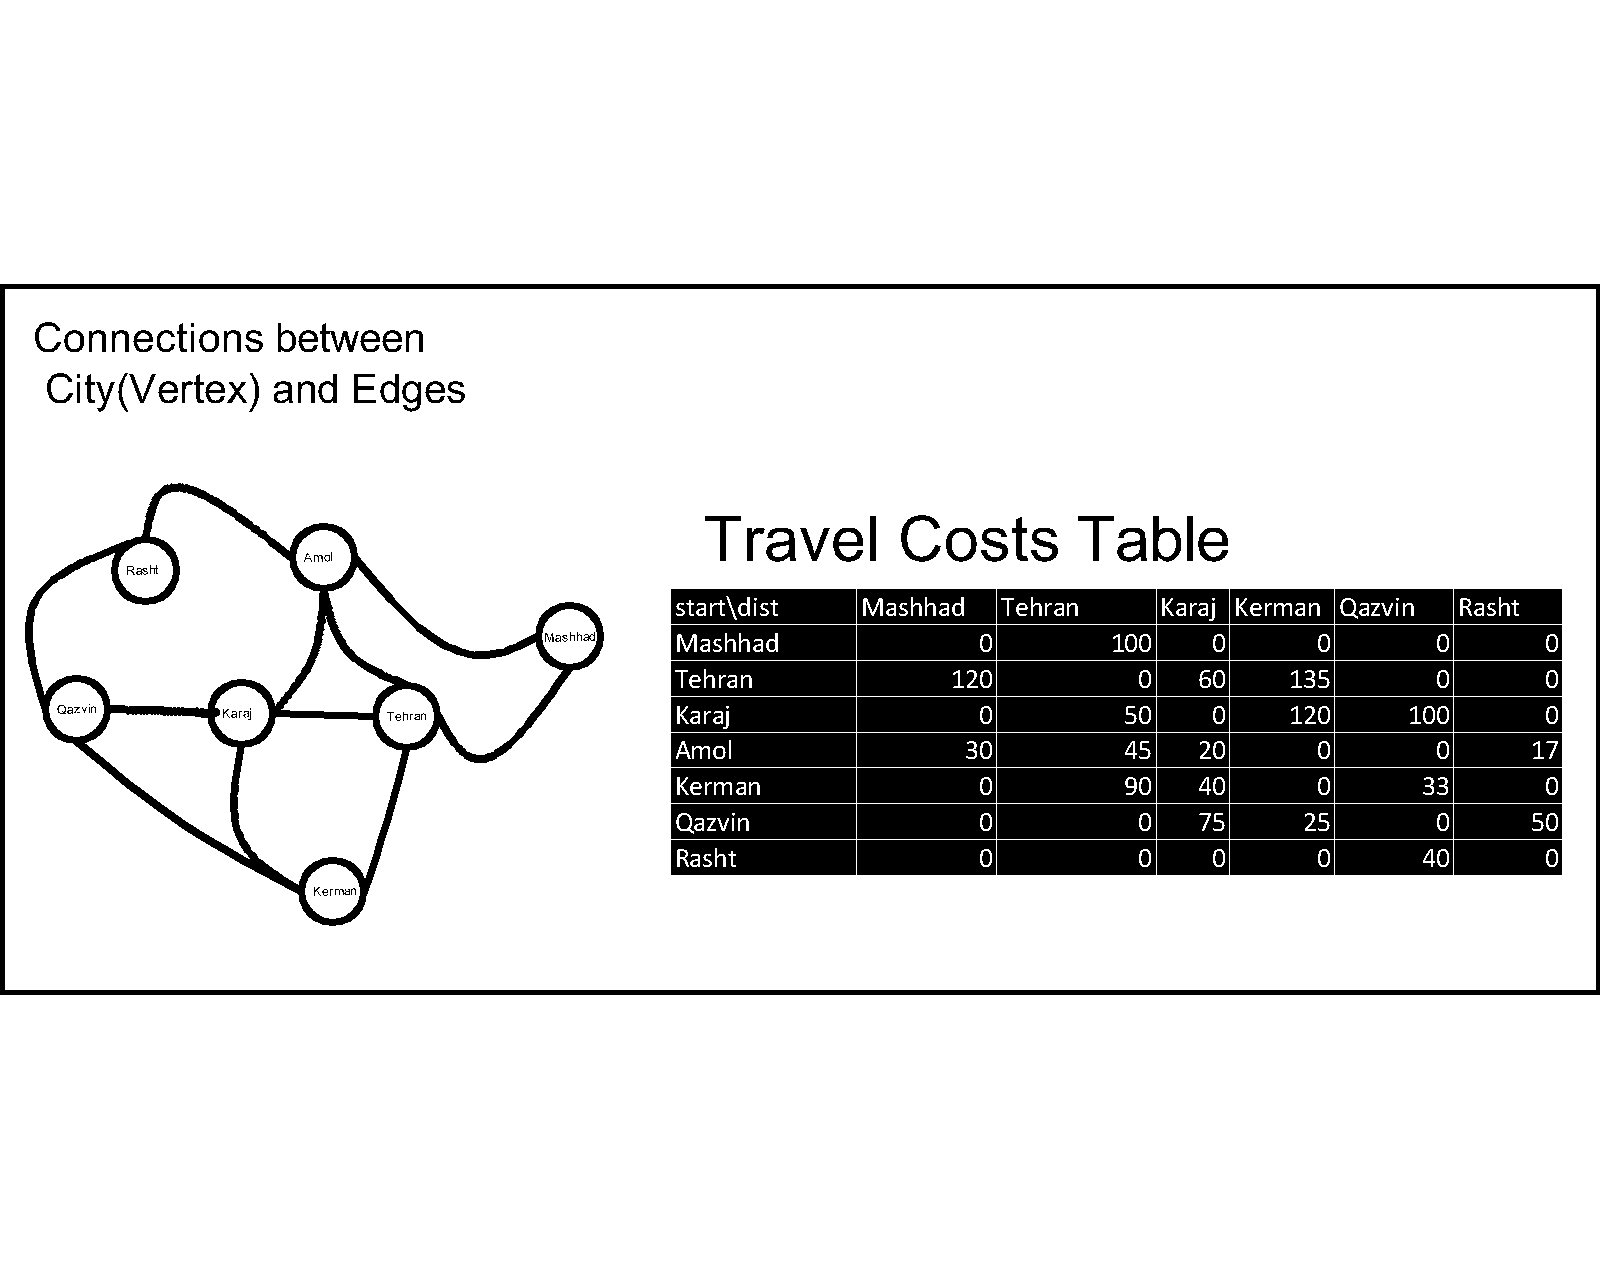 Connections between
City(Vertex) and Edges
Rasht
Amol
Mashhad
Qazvin
Karaj
Tehran
Kerman
Travel Costs Table
start\dist Mashhad Tehran Karaj Kerman Qazvin Rasht
Mashhad 0 100 0 0 0 0
Tehran 120 0 60 135 0 0
Karaj 0 50 0 120 100 0
Amol 30 45 20 0 0 17
Kerman 0 90 40 0 33 0
Qazvin 0 0 75 25 0 50
Rasht 0 0 0 0 40 0